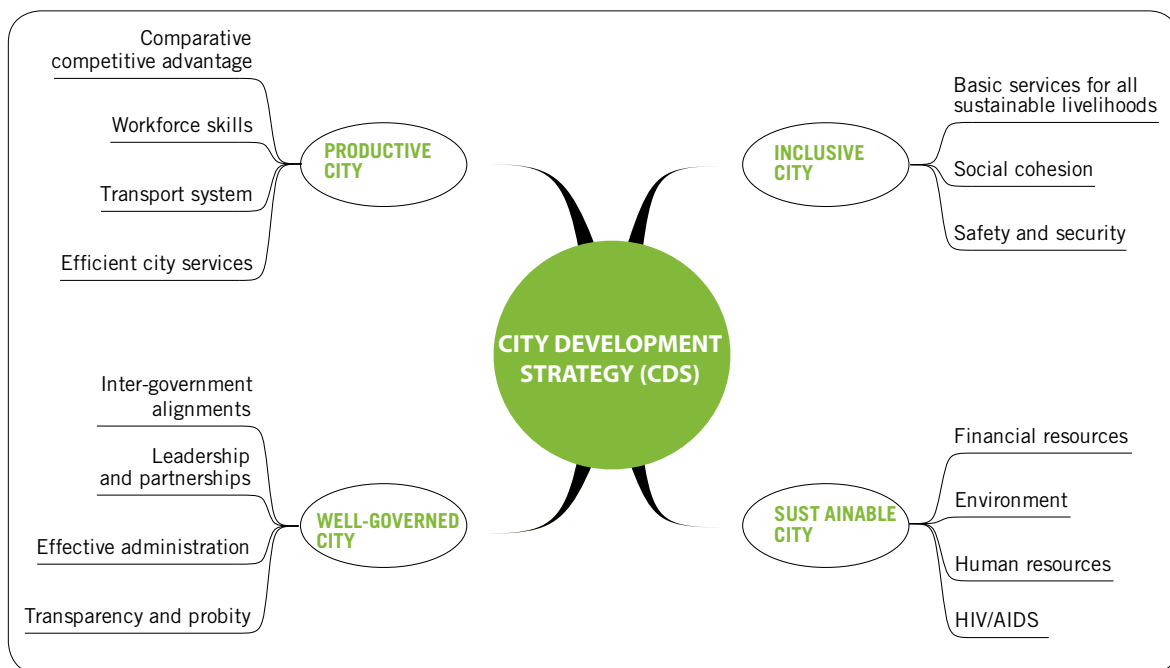 Comparative
competitive advantage
Workforce skills
Transport system
Efficient city services
PRODUCTIVE
CITY
INCLUSIVE
CITY
Basic services for all
sustainable livelihoods
Social cohesion
Safety and security
CITY DEVELOPMENT
STRATEGY (CDS)
Inter-government
alignments
Leadership
and partnerships
Effective administration
Transparency and probity
WELL-GOVERNED
CITY
SUST AINABLE
CITY
Financial resources
Environment
Human resources
HIV/AIDS